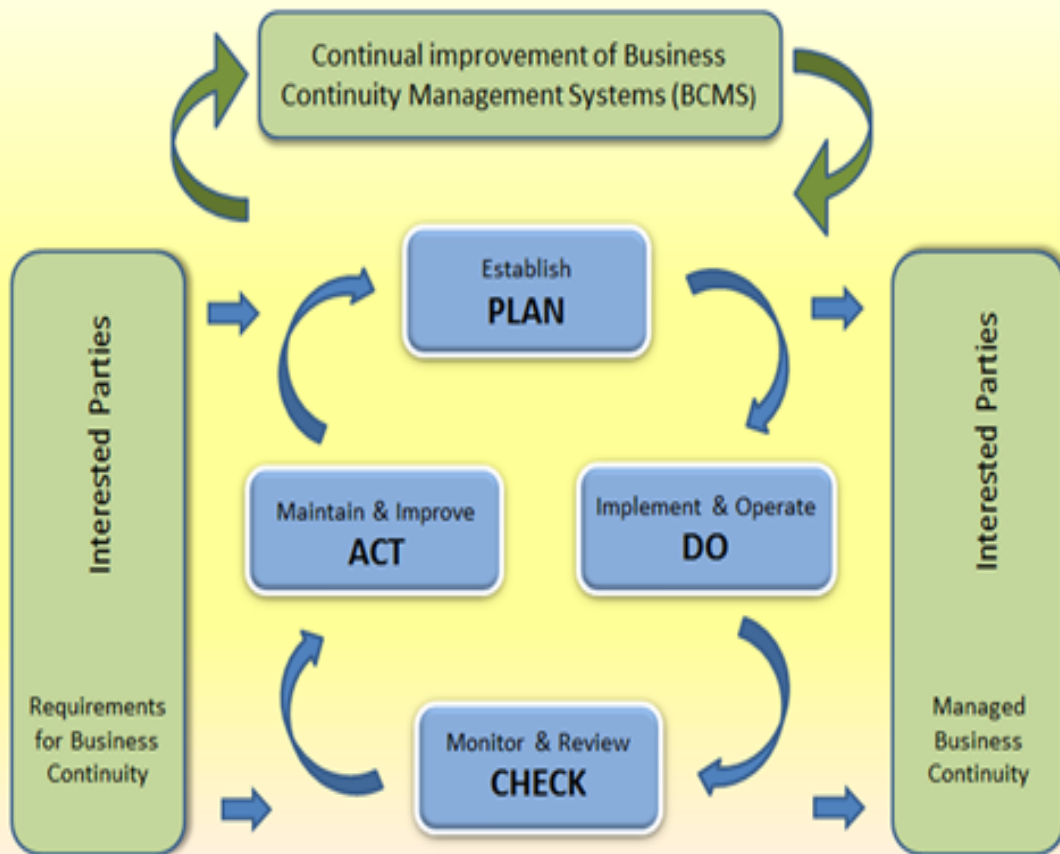 Continual improvement of Business
Continuity Management Systems (BCMS)
Interested Parties
Requirements
for Business
Continuity
Establish
PLAN
Maintain & Improve
ACT
Implement & Operate
DO
Monitor & Review
CHECK
Interested Parties
Managed
Business
Continuity